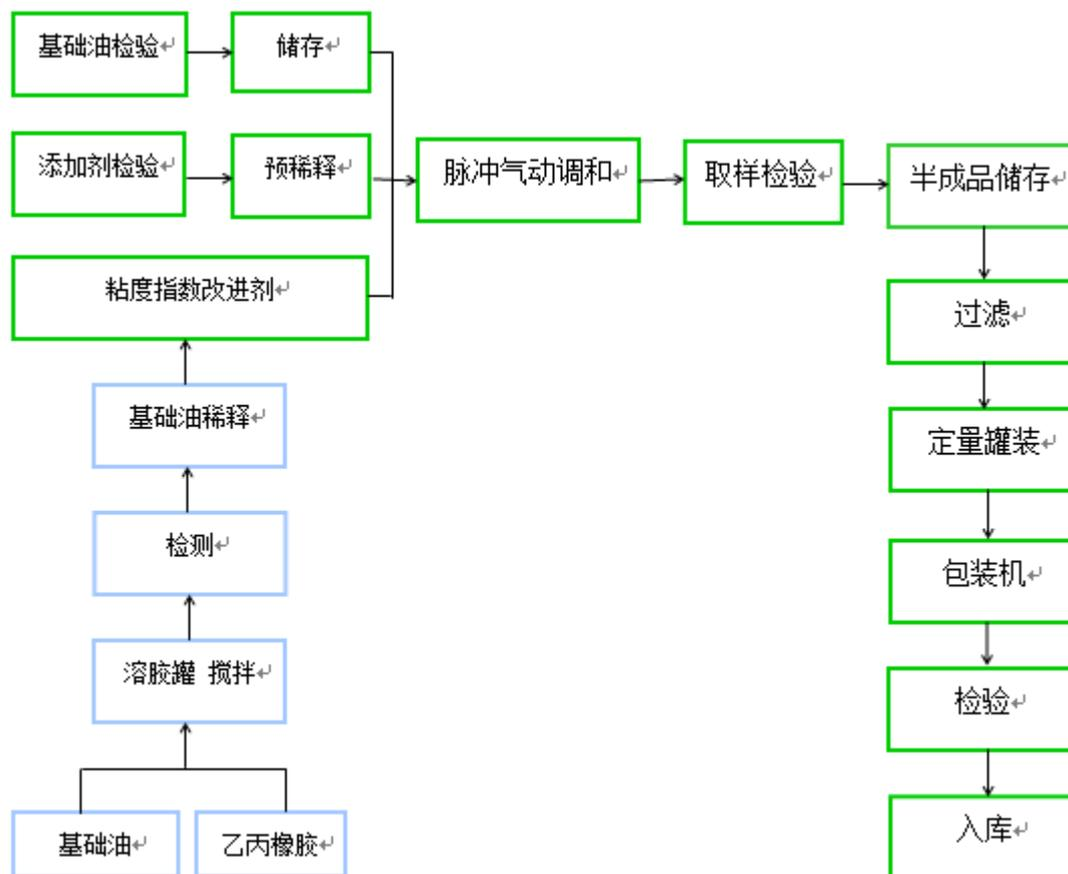 基础油检验
储存
添加剂检验
预稀释
脉冲气动调和
取样检验
半成品储存
粘度指数改进剂
过滤
基础油稀释
定量罐装
检测
包装机
溶胶罐 搅拌
检验
基础油
乙丙橡胶
入库